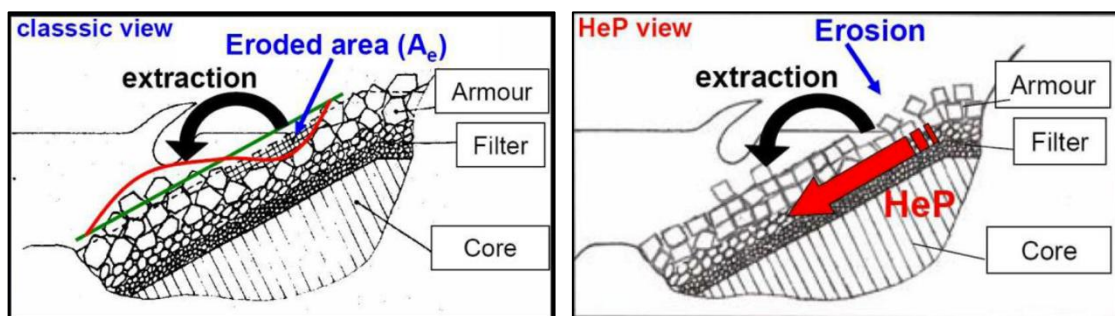 classsic view
Eroded area (Ae)
extraction
Armour
Filter
Core
HeP view
Erosion
extraction
Armour
Filter
HeP
Core